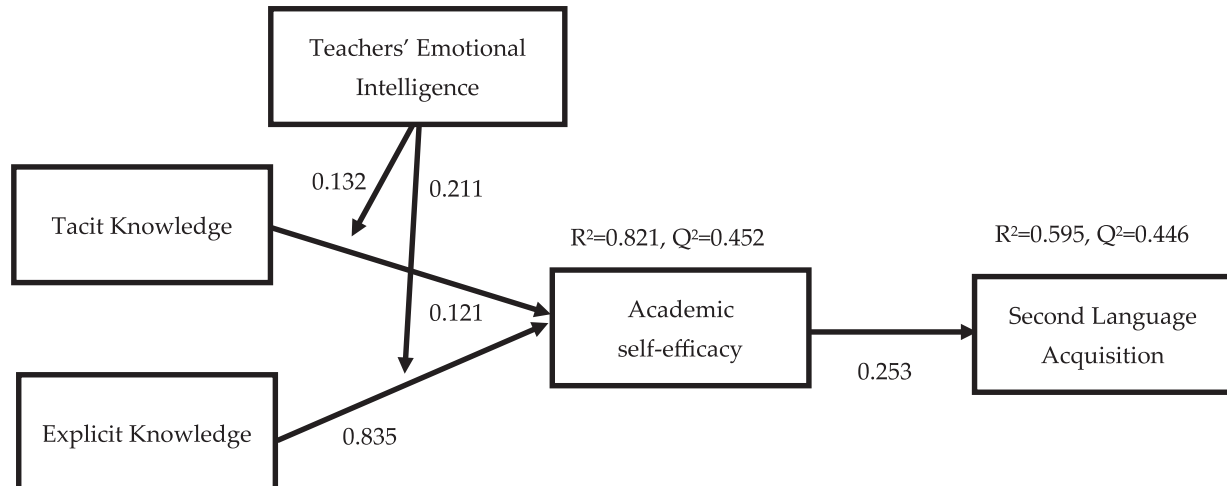 Teachers’ Emotional
Intelligence
0.132
0.211
Tacit Knowledge
R²=0.821, Q²=0.452
R²=0.595, Q²=0.446
0.121
Academic
self-efficacy
Second Language
Acquisition
0.253
Explicit Knowledge
0.835